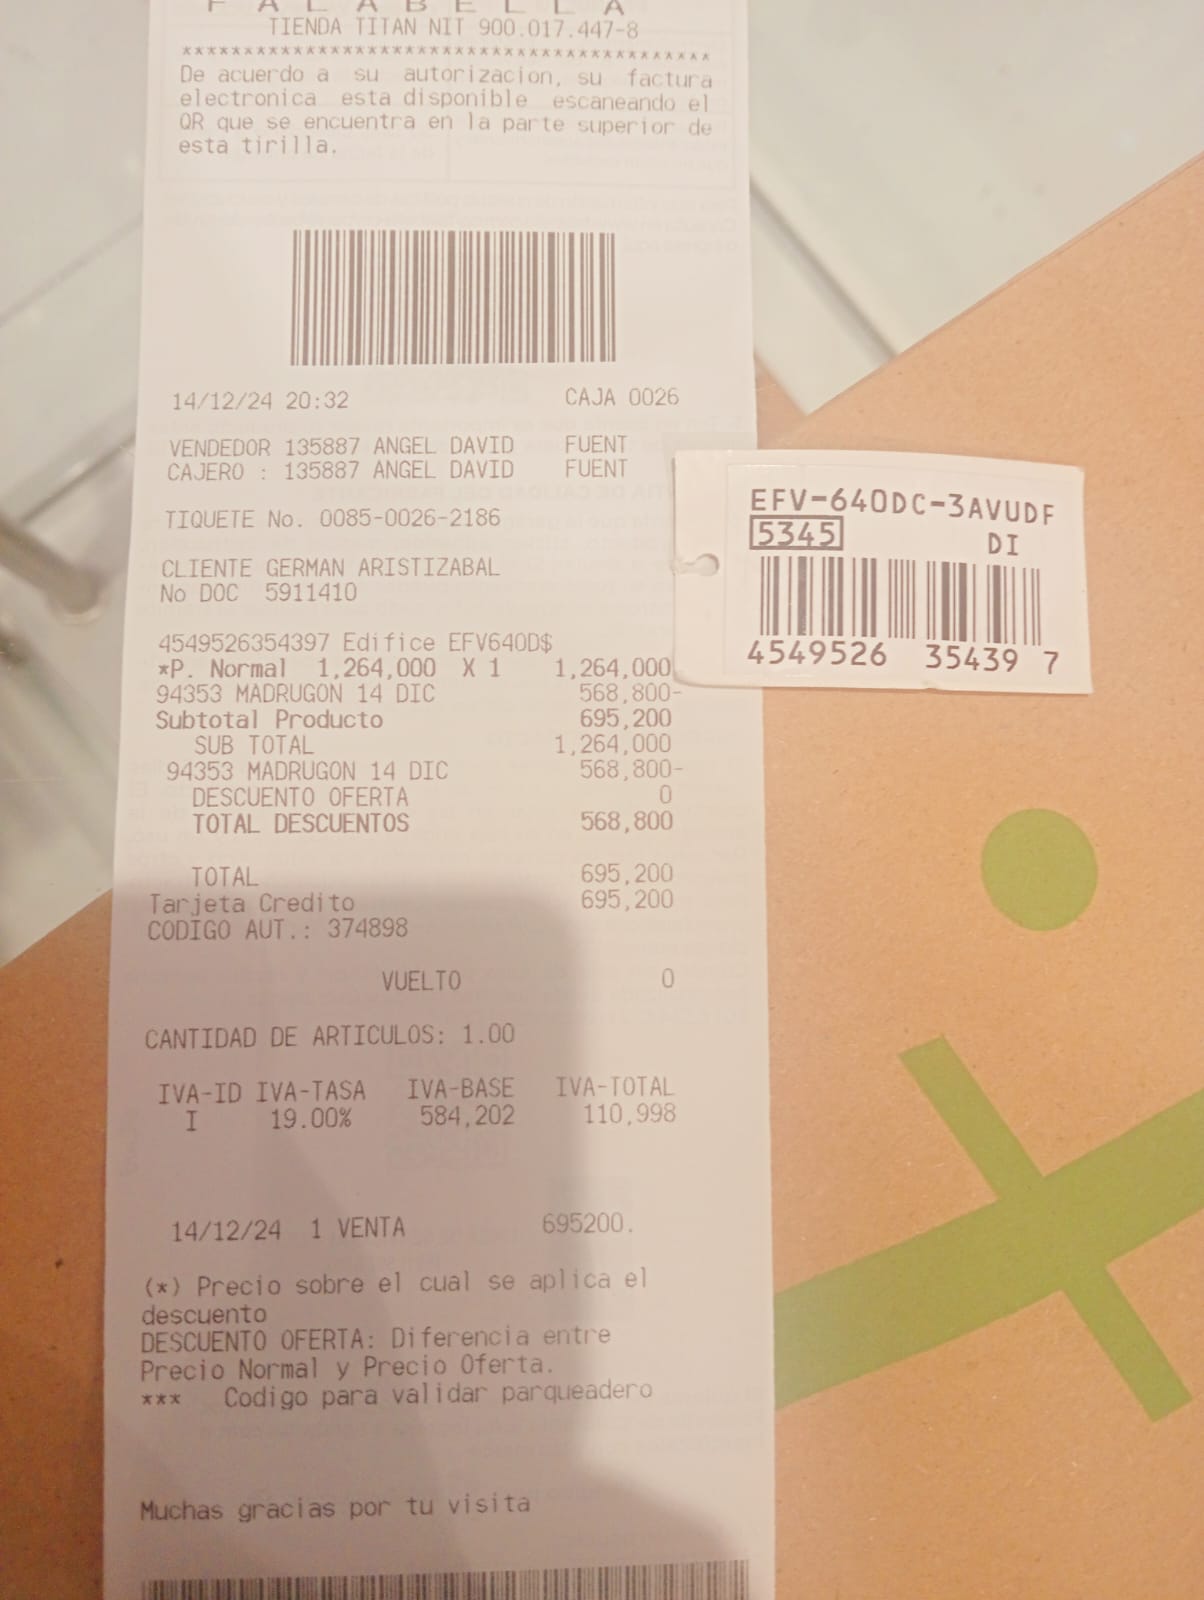 FALABELLA
TIENDA TITAN NIT 900.017.447-8
******************************************
De acuerdo a su autorizacion, su factura
electronica esta disponible escaneando el
QR que se encuentra en la parte superior de
esta tirilla.
14/12/24 20:32 CAJA 0026
VENDEDOR 135887 ANGEL DAVID FUENT
CAJERO : 135887 ANGEL DAVID FUENT
TIQUETE No. 0085-0026-2186
CLIENTE GERMAN ARISTIZABAL
No DOC 5911410
4549526354397 Edifice EFV640D$
*P. Normal 1,264,000 X 1 1,264,000
94353 MADRUGON 14 DIC 568,800-
Subtotal Producto 695,200
SUB TOTAL 1,264,000
94353 MADRUGON 14 DIC 568,800-
DESCUENTO OFERTA 0
TOTAL DESCUENTOS 568,800
TOTAL 695,200
Tarjeta Credito 695,200
CODIGO AUT.: 374898
VUELTO 0
CANTIDAD DE ARTICULOS: 1.00
IVA-ID IVA-TASA IVA-BASE IVA-TOTAL
I 19.00% 584,202 110,998
14/12/24 1 VENTA 695200.
(*) Precio sobre el cual se aplica el
descuento
DESCUENTO OFERTA: Diferencia entre
Precio Normal y Precio Oferta.
*** Codigo para validar parqueadero
Muchas gracias por tu visita
EFV-640DC-3AVUDF
5345 DI
4549526 35439 7